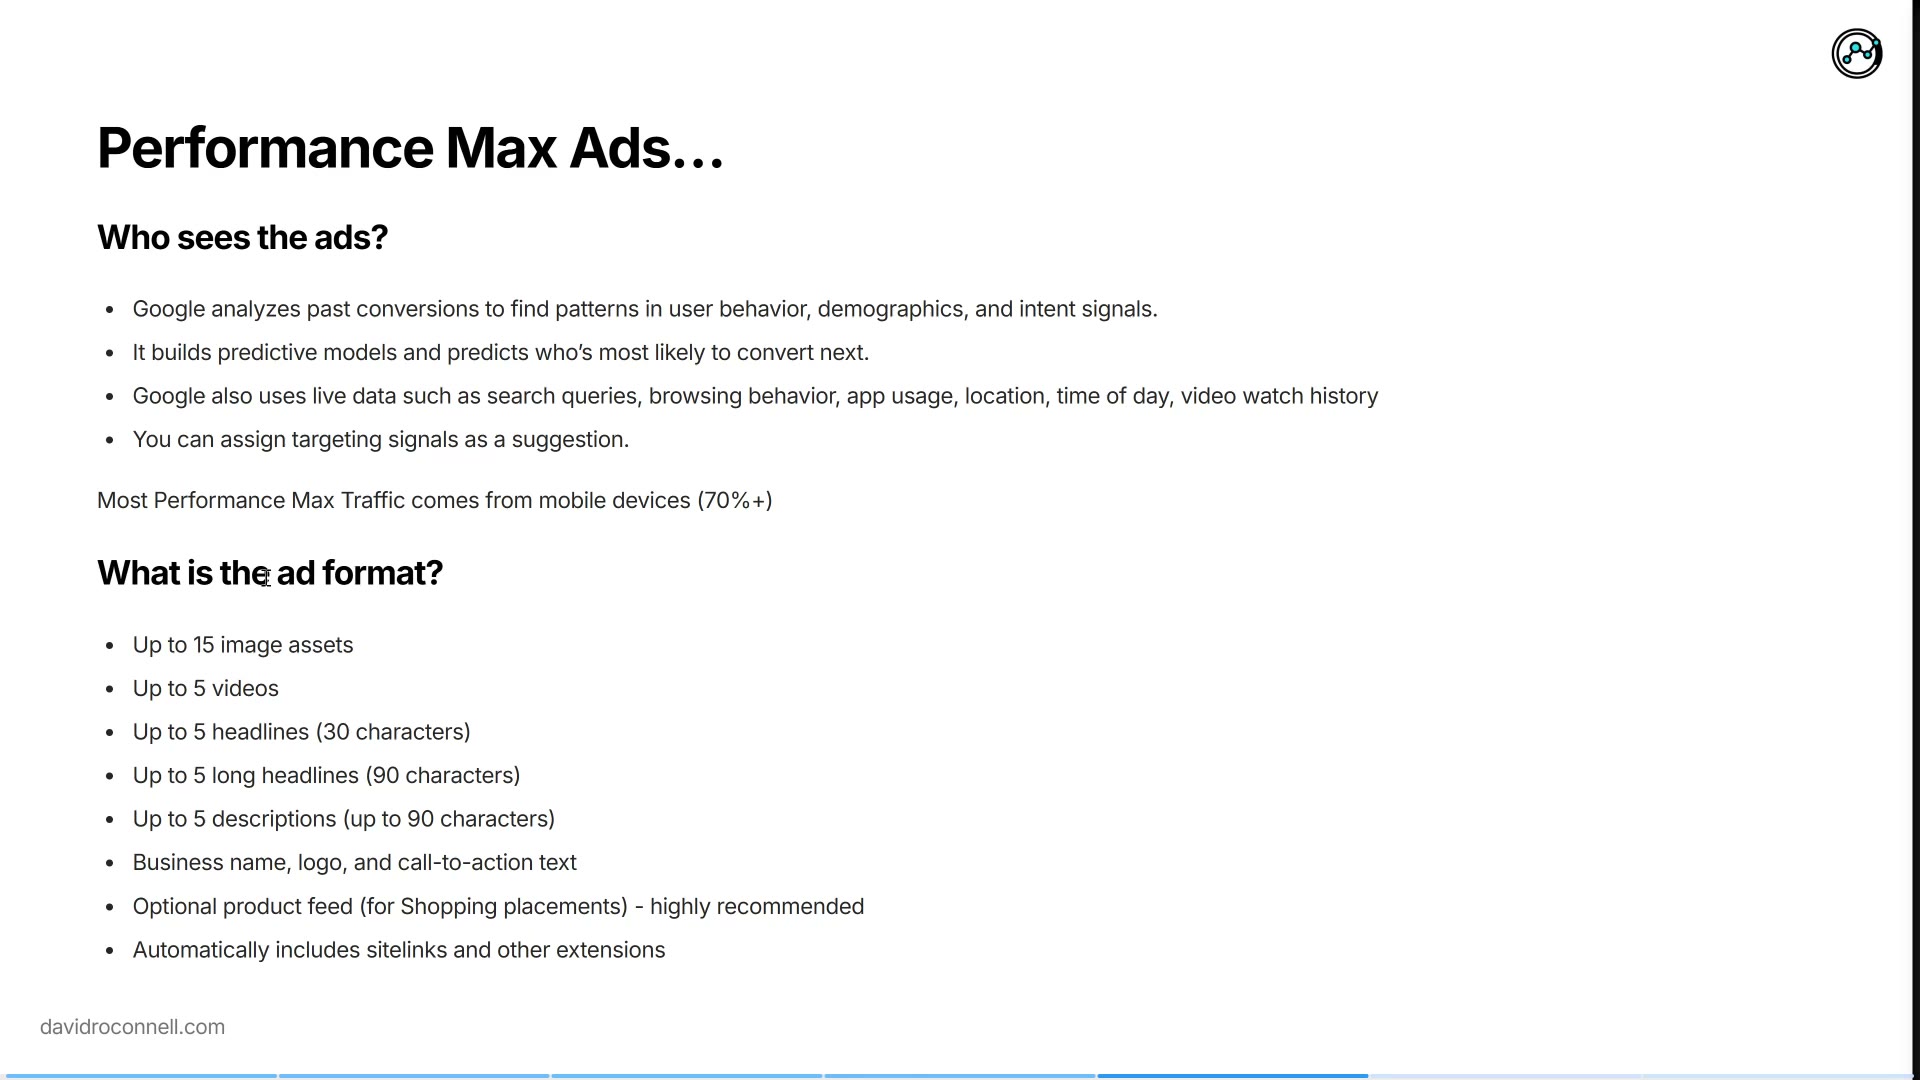 Performance Max Ads…
Who sees the ads?
• Google analyzes past conversions to find patterns in user behavior, demographics, and intent signals.
• It builds predictive models and predicts who’s most likely to convert next.
• Google also uses live data such as search queries, browsing behavior, app usage, location, time of day, video watch history
• You can assign targeting signals as a suggestion.
Most Performance Max Traffic comes from mobile devices (70%+)
What is the ad format?
• Up to 15 image assets
• Up to 5 videos
• Up to 5 headlines (30 characters)
• Up to 5 long headlines (90 characters)
• Up to 5 descriptions (up to 90 characters)
• Business name, logo, and call-to-action text
• Optional product feed (for Shopping placements) - highly recommended
• Automatically includes sitelinks and other extensions
davidroconnell.com